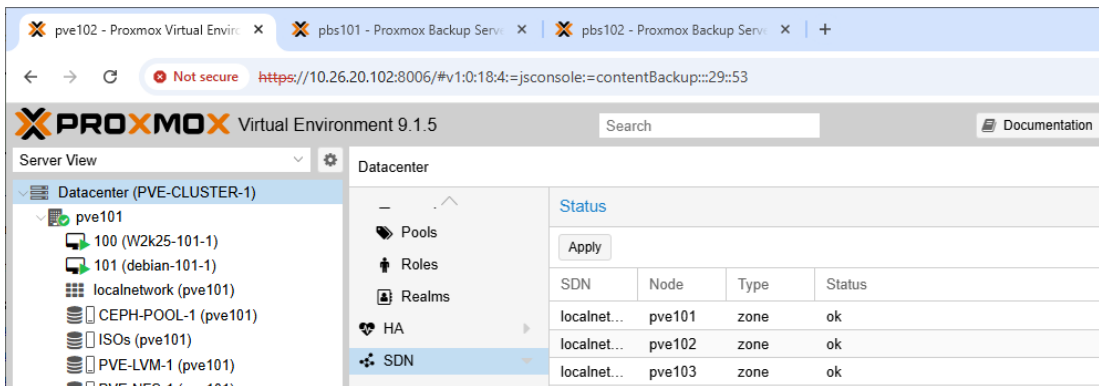 pve102 - Proxmox Virtual Envir
pbs101 - Proxmox Backup Serve
pbs102 - Proxmox Backup Serve
Not secure https://10.26.20.102:8006/#v1:0:18:4:=jsconsole:=contentBackup:::29::53
PROXMOX Virtual Environment 9.1.5
Search
Documentation
Server View
Datacenter (PVE-CLUSTER-1)
pve101
100 (W2k25-101-1)
101 (debian-101-1)
localnetwork (pve101)
CEPH-POOL-1 (pve101)
ISOs (pve101)
PVE-LVM-1 (pve101)
Datacenter
Pools
Roles
Realms
HA
SDN
Status
Apply
SDN Node Type Status
localnet... pve101 zone ok
localnet... pve102 zone ok
localnet... pve103 zone ok